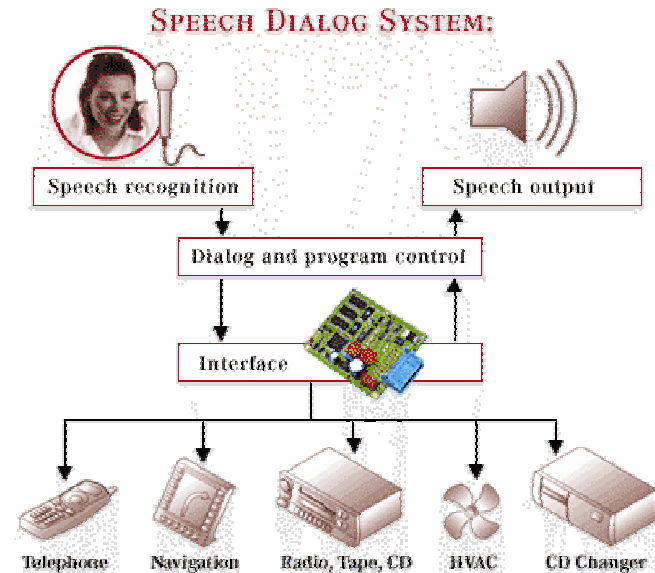 SPEECH DIALOG SYSTEM:
Speech recognition
Speech output
Dialog and program control
Interface
Telephone
Navigation
Radio, Tape, CD
HVAC
CD Changer